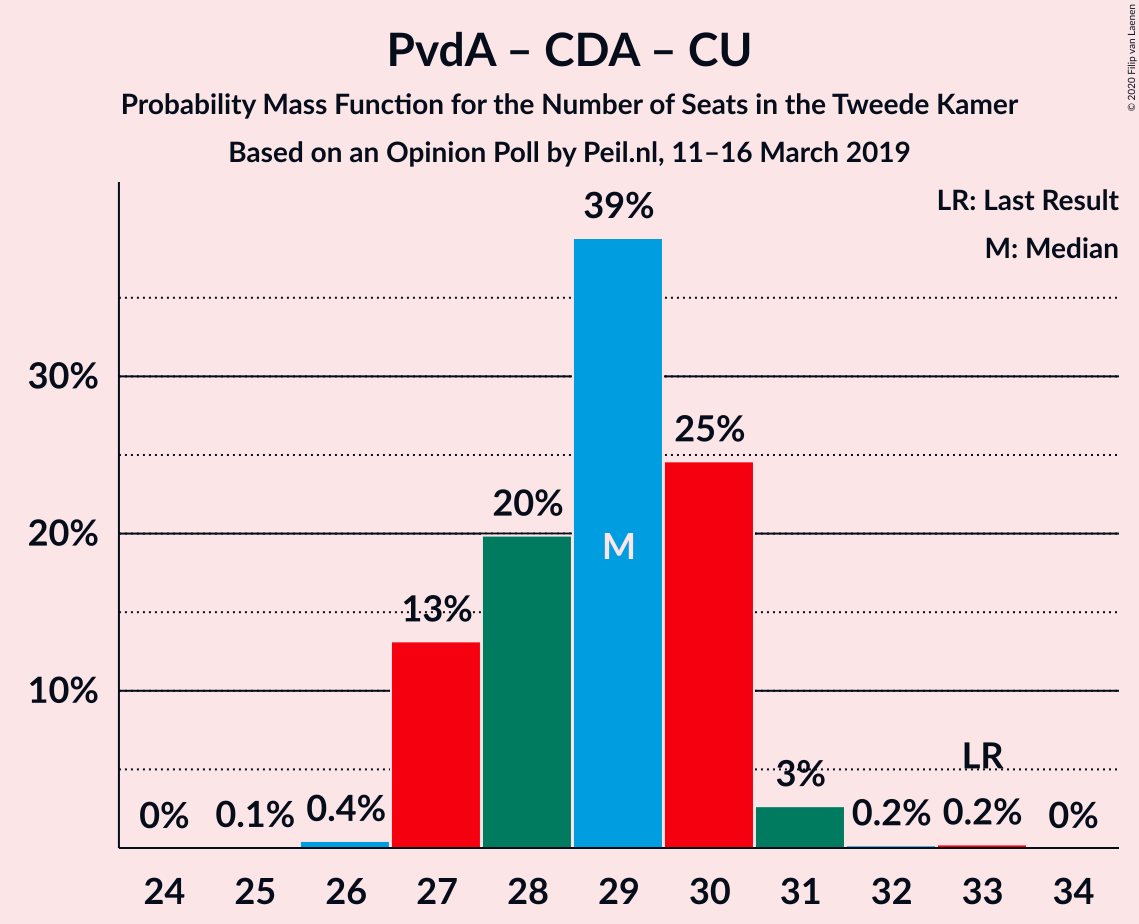 PvdA – CDA – CU
Probability Mass Function for the Number of Seats in the Tweede Kamer
Based on an Opinion Poll by Peil.nl, 11–16 March 2019
© 2020 Filip van Laenen
LR: Last Result
M: Median
39%
30%
25%
20%
20%
M
13%
10%
LR
3%
0%
0.1%
0.4%
0.2%
0.2%
0%
24 25 26 27 28 29 30 31 32 33 34